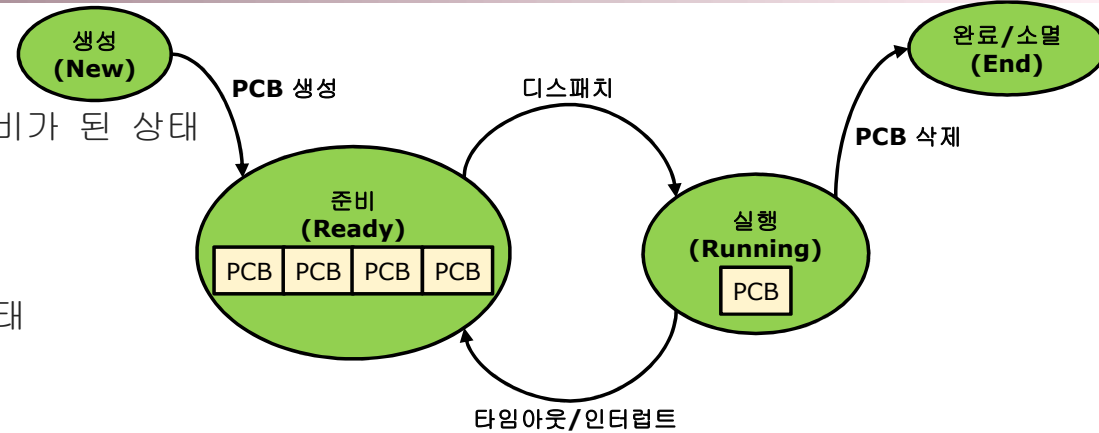 생성
(New)
완료/소멸
(End)
PCB 생성
디스패치
비가 된 상태
PCB 삭제
준비
(Ready)
PCB PCB PCB PCB
실행
(Running)
PCB
태
타임아웃/인터럽트